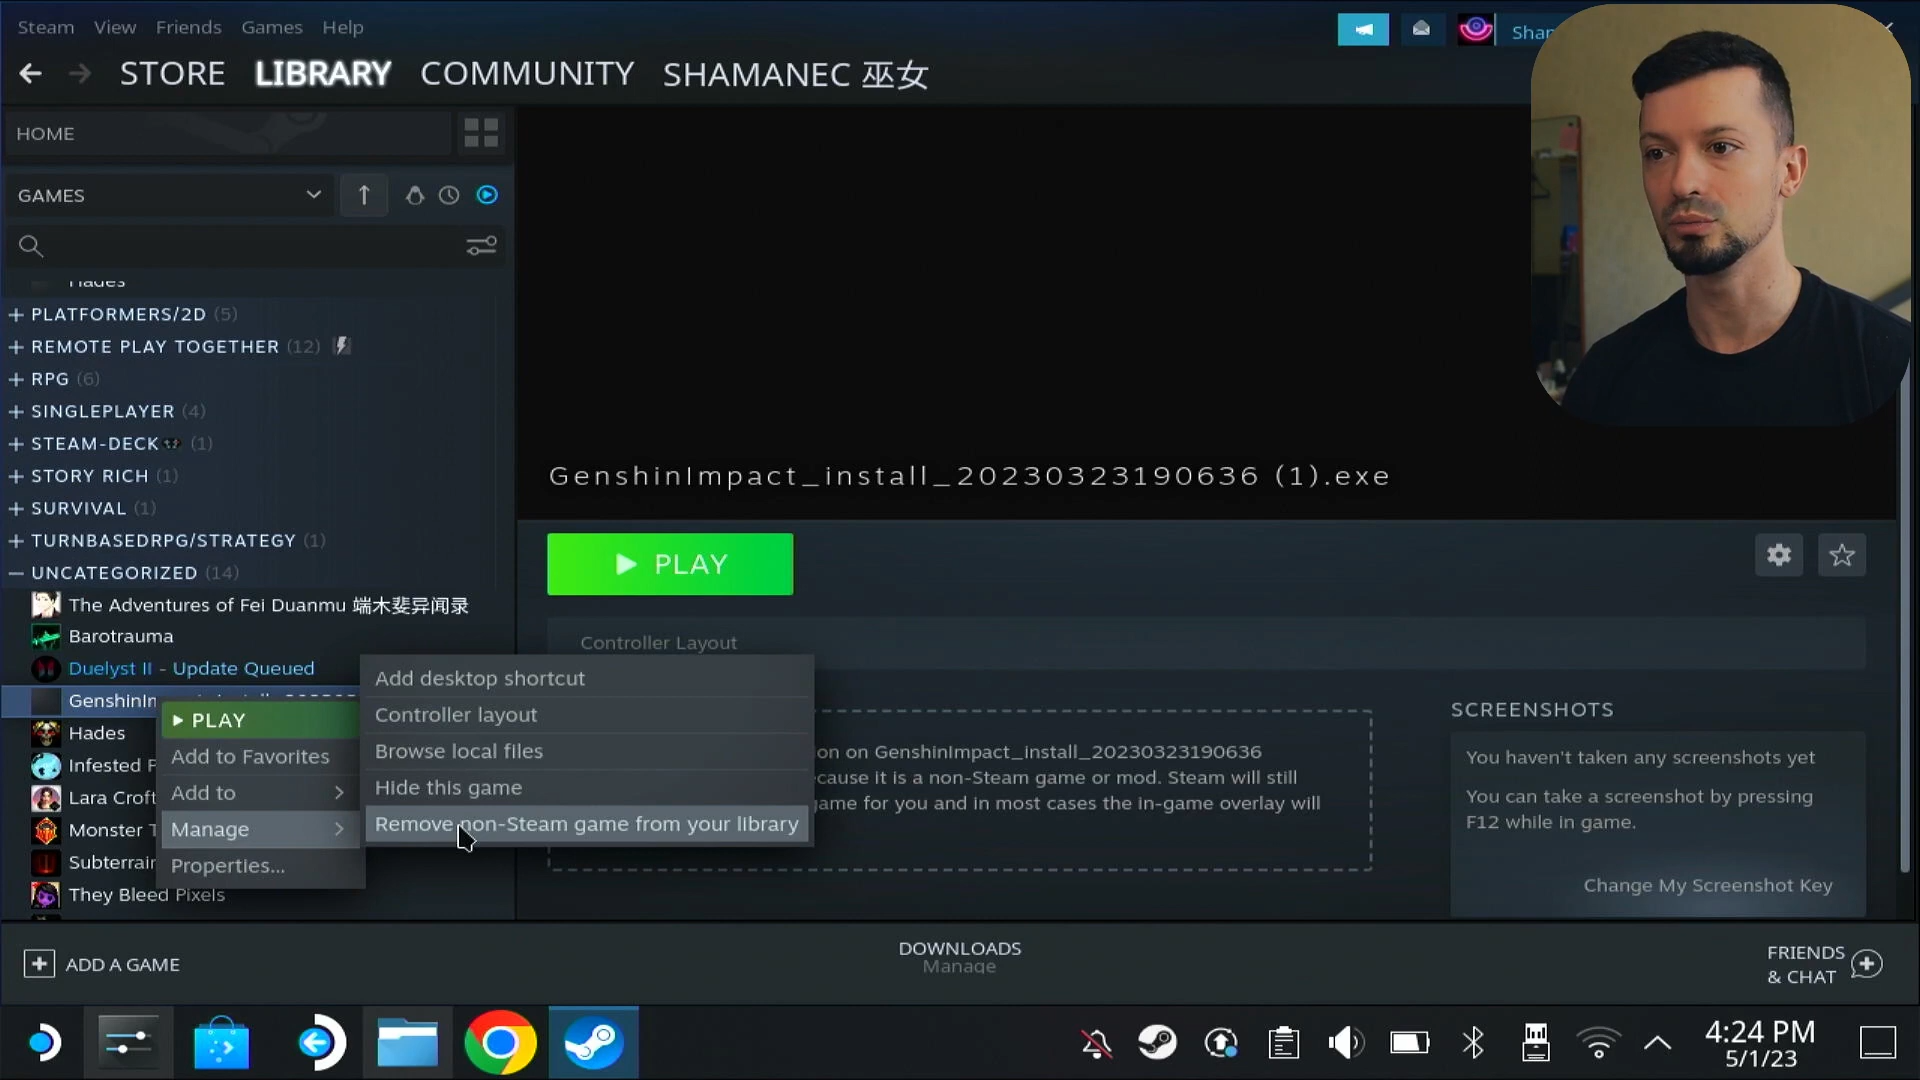 Steam View Friends Games Help
STORE LIBRARY COMMUNITY SHAMANEC 巫女
HOME
GAMES
Hades
PLATFORMERS/2D (5)
REMOTE PLAY TOGETHER (12)
RPG (6)
SINGLEPLAYER (4)
STEAM-DECK (1)
STORY RICH (1)
SURVIVAL (1)
TURNBASEDRPG/STRATEGY (1)
UNCATEGORIZED (14)
The Adventures of Fei Duanmu 端木斐异闻录
Barotrauma
Duelyst II - Update Queued
Hades
Infested
Lara Croft
Monster
They Bleed Pixels
PLAY
Add to Favorites
Add to
Manage
Properties...
Add desktop shortcut
Controller layout
Browse local files
HIde this game
Remove non-Steam game from your library
GenshinImpact_install_20230323190636 (1).exe
PLAY
Controller Layout
on GenshinImpact_install_20230323190636
because it is a non-Steam game or mod. Steam will still
game for you and in most cases the in-game overlay will
SCREENSHOTS
You haven't taken any screenshots yet
You can take a screenshot by pressing
F12 while in game.
Change My Screenshot Key
ADD A GAME
DOWNLOADS
Manage
FRIENDS
& CHAT
4:24 PM
5/1/23